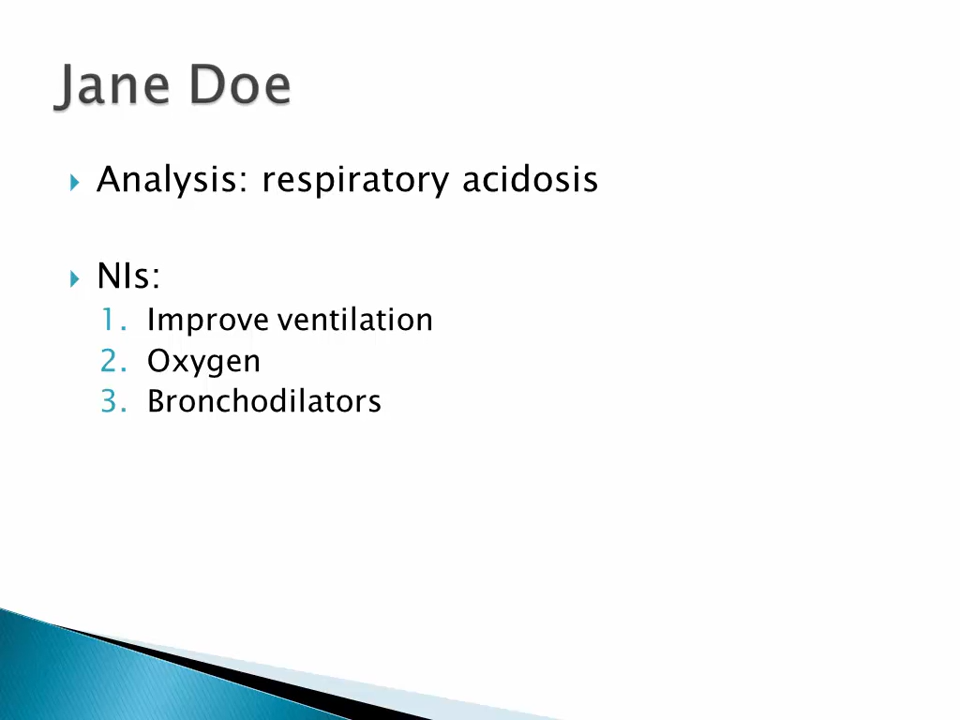 Jane Doe
Analysis: respiratory acidosis
NIs:
1. Improve ventilation
2. Oxygen
3. Bronchodilators